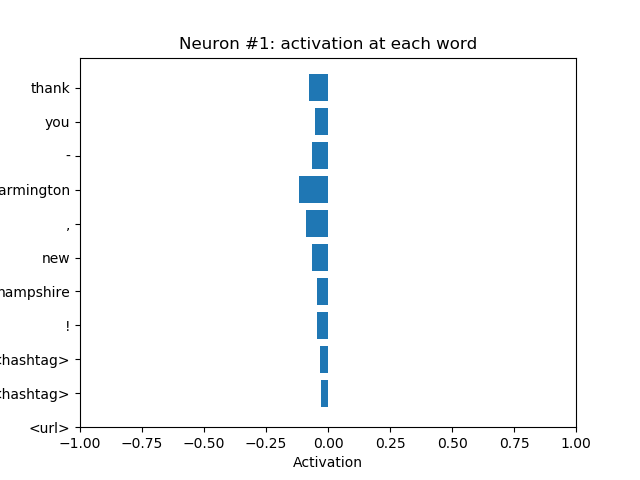 Neuron #1: activation at each word
thank
you
-
armington
,
new
hampshire
!
<hashtag>
<hashtag>
<url>
−1.00 −0.75 −0.50 −0.25 0.00 0.25 0.50 0.75 1.00
Activation